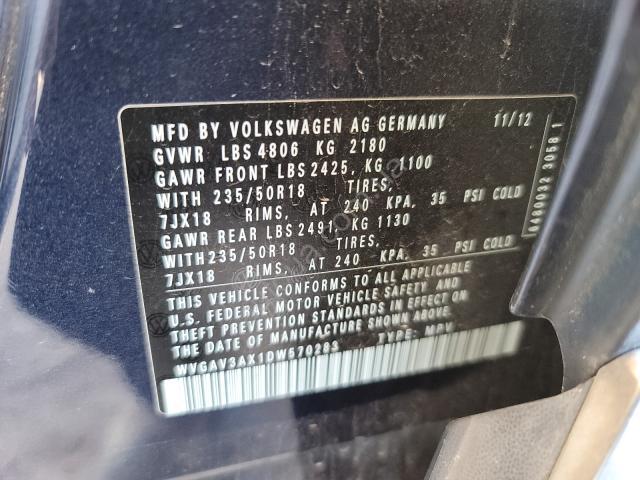 MFD BY VOLKSWAGEN AG GERMANY 11/12
GVWR LBS 4806 KG 2180
GAWR FRONT LBS 2425, KG 1100
WITH 235/50R18 TIRES,
7JX18 RIMS, AT 240 KPA, 35 PSI COLD
GAWR REAR LBS 2491, KG 1130
WITH 235/50R18 TIRES,
7JX18 RIMS, AT 240 KPA, 35 PSI COLD
THIS VEHICLE CONFORMS TO ALL APPLICABLE
U.S. FEDERAL MOTOR VEHICLE SAFETY AND
THEFT PREVENTION STANDARDS IN EFFECT ON
THE DATE OF MANUFACTURE SHOWN ABOVE.
WVGAV3AX1DW570283 TYPE: MPV